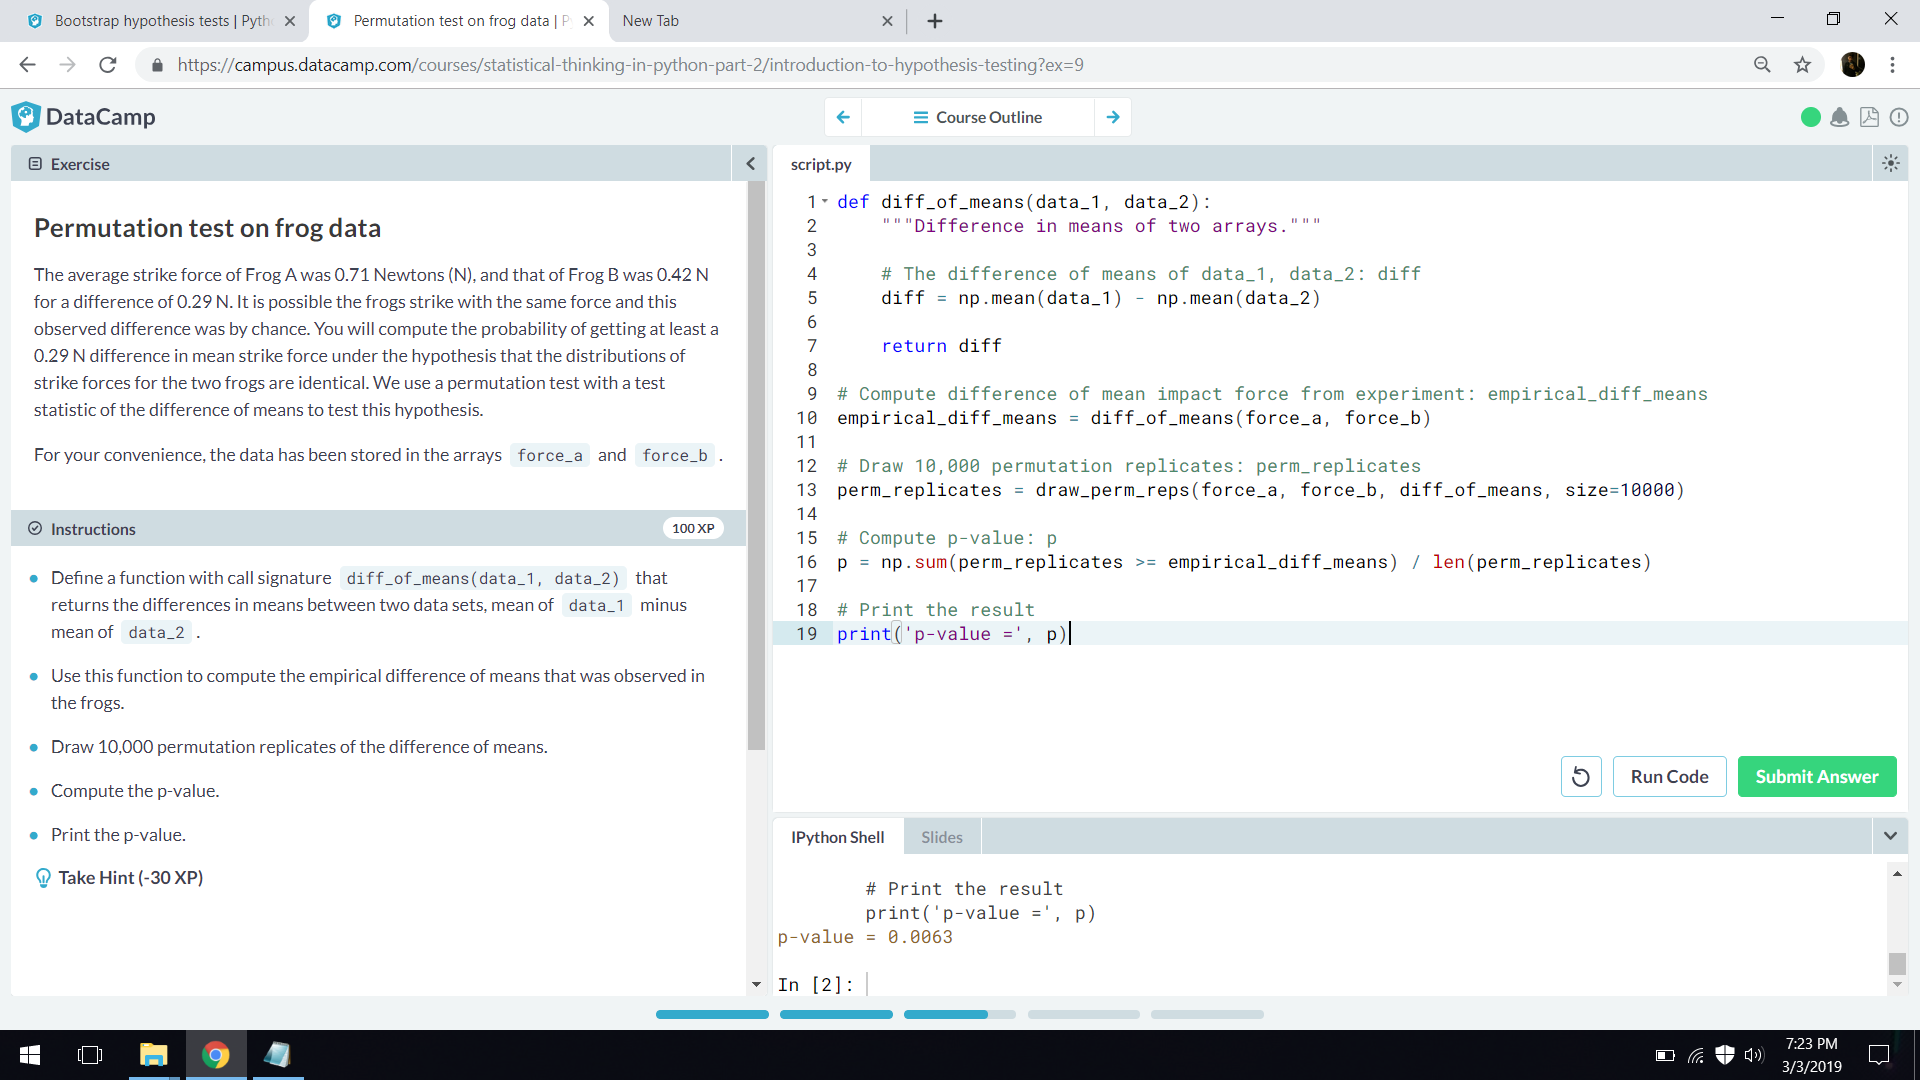 Bootstrap hypothesis tests | Pyth
Permutation test on frog data | P
New Tab
https://campus.datacamp.com/courses/statistical-thinking-in-python-part-2/introduction-to-hypothesis-testing?ex=9
DataCamp
Course Outline
Exercise
Permutation test on frog data
The average strike force of Frog A was 0.71 Newtons (N), and that of Frog B was 0.42 N
for a difference of 0.29 N. It is possible the frogs strike with the same force and this
observed difference was by chance. You will compute the probability of getting at least a
0.29 N difference in mean strike force under the hypothesis that the distributions of
strike forces for the two frogs are identical. We use a permutation test with a test
statistic of the difference of means to test this hypothesis.
For your convenience, the data has been stored in the arrays force_a and force_b .
Instructions
100 XP
Define a function with call signature diff_of_means(data_1, data_2) that
returns the differences in means between two data sets, mean of data_1 minus
mean of data_2 .
Use this function to compute the empirical difference of means that was observed in
the frogs.
Draw 10,000 permutation replicates of the difference of means.
Compute the p-value.
Print the p-value.
Take Hint (-30 XP)
script.py
1 def diff_of_means(data_1, data_2):
2 """Difference in means of two arrays."""
3
4 # The difference of means of data_1, data_2: diff
5 diff = np.mean(data_1) - np.mean(data_2)
6
7 return diff
8
9 # Compute difference of mean impact force from experiment: empirical_diff_means
10 empirical_diff_means = diff_of_means(force_a, force_b)
11
12 # Draw 10,000 permutation replicates: perm_replicates
13 perm_replicates = draw_perm_reps(force_a, force_b, diff_of_means, size=10000)
14
15 # Compute p-value: p
16 p = np.sum(perm_replicates >= empirical_diff_means) / len(perm_replicates)
17
18 # Print the result
19 print('p-value =', p)
Run Code
Submit Answer
IPython Shell
Slides
# Print the result
print('p-value =', p)
p-value = 0.0063
In [2]:
7:23 PM
3/3/2019